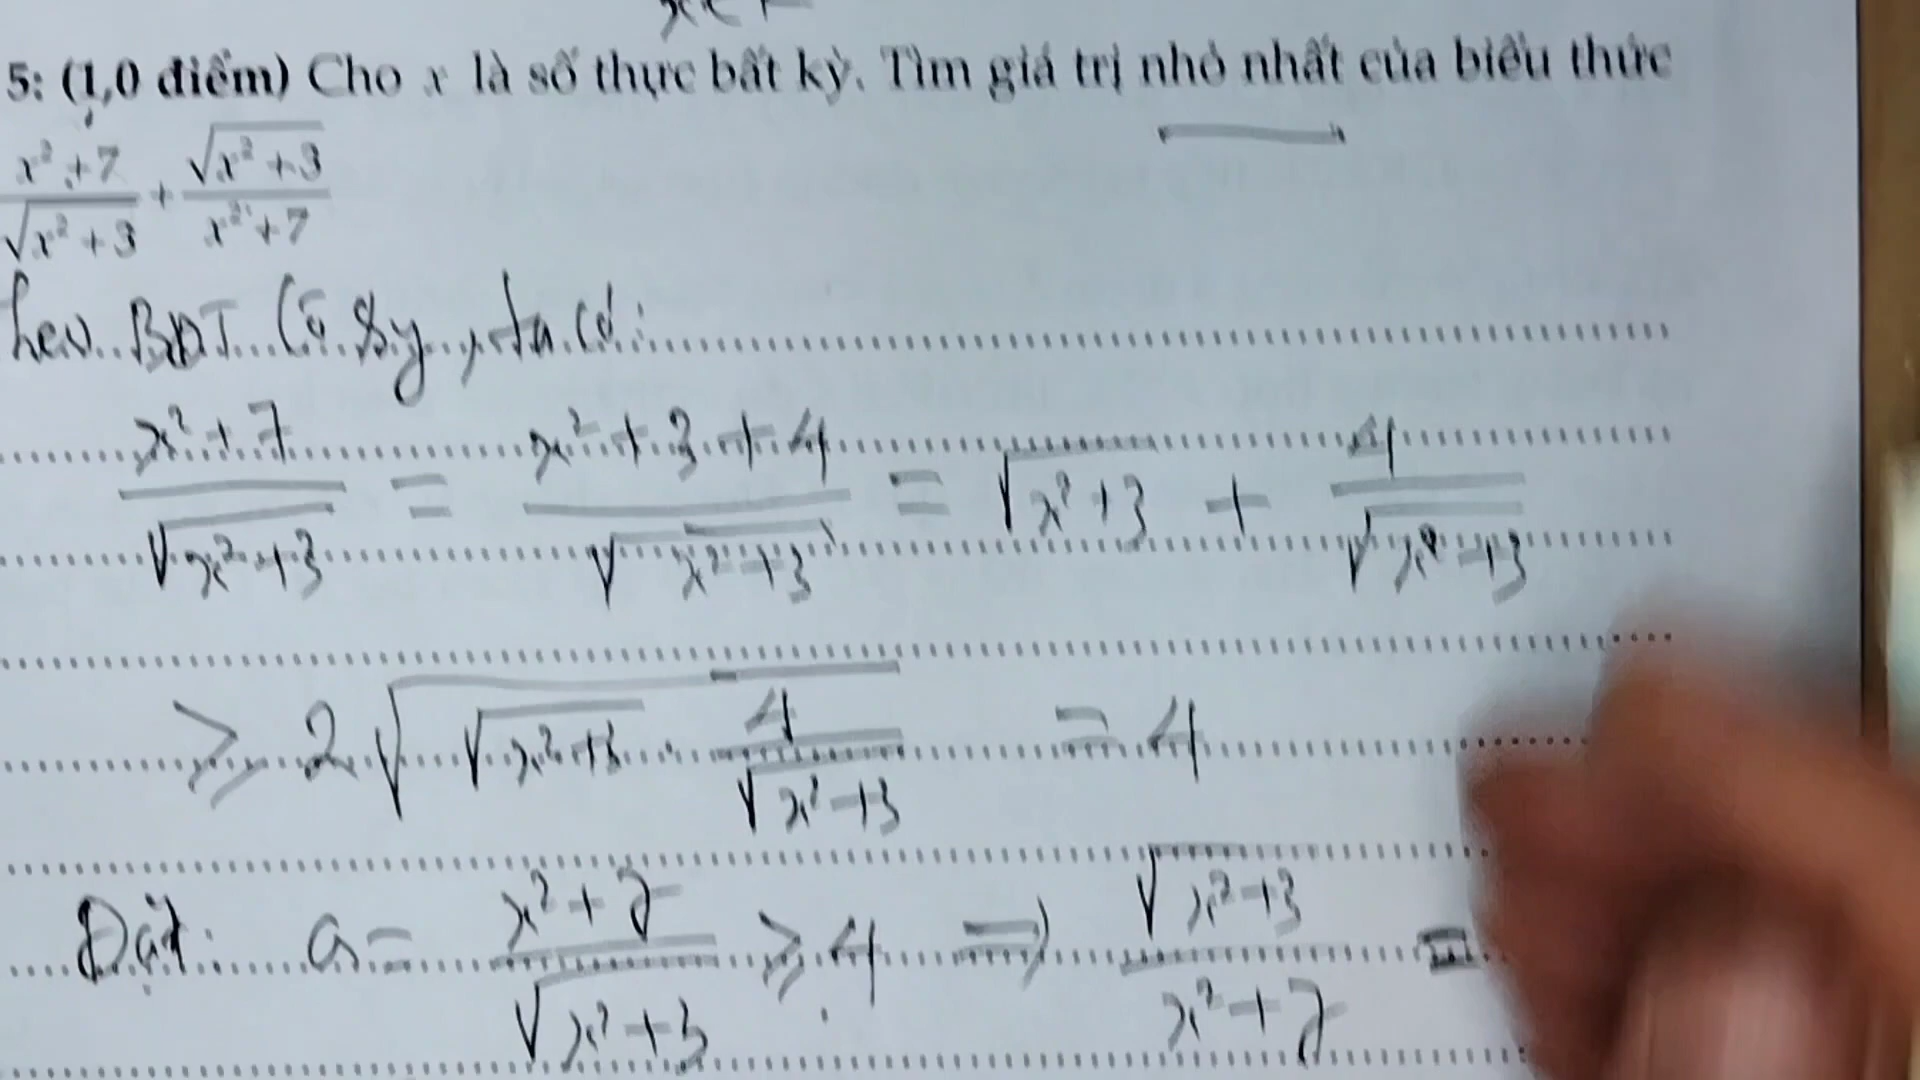 5: (1,0 điểm) Cho x là số thực bất kỳ. Tìm giá trị nhỏ nhất của biểu thức
x² + 7 / √x² + 3 + √x² + 3 / x² + 7
heo BĐT Cô Sy, ta có:
x² + 7 / √x² + 3 = x² + 3 + 4 / √x² + 3 = √x² + 3 + 4 / √x² + 3
≥ 2√√x² + 3 . 4 / √x² + 3 = 4
Đặt: a = x² + 7 / √x² + 3 ≥ 4 ⇒ √x² + 3 / x² + 7 =